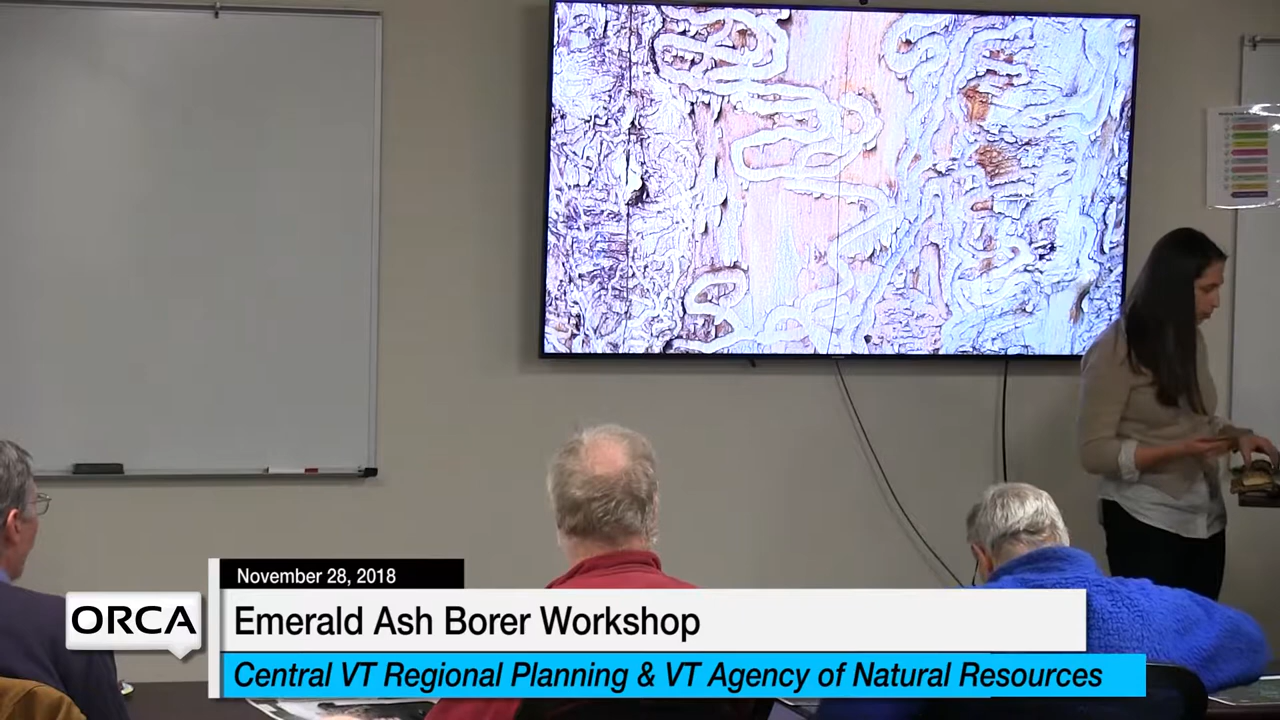 November 28, 2018
ORCA
Emerald Ash Borer Workshop
Central VT Regional Planning & VT Agency of Natural Resources